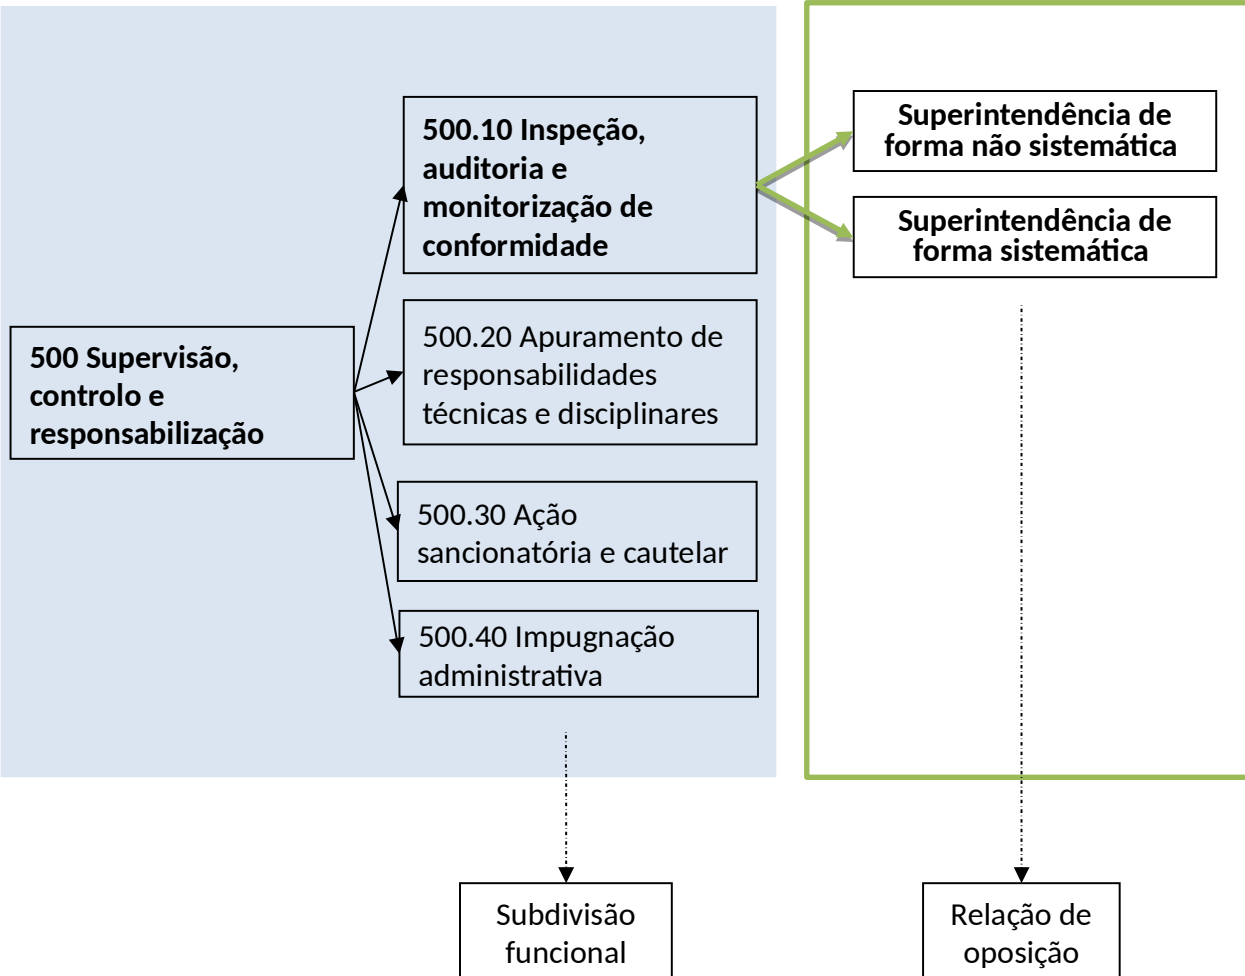 500 Supervisão,
controlo e
responsabilização
500.10 Inspeção,
auditoria e
monitorização de
conformidade
500.20 Apuramento de
responsabilidades
técnicas e disciplinares
500.30 Ação
sancionatória e cautelar
500.40 Impugnação
administrativa
Superintendência de
forma não sistemática
Superintendência de
forma sistemática
Subdivisão
funcional
Relação de
oposição